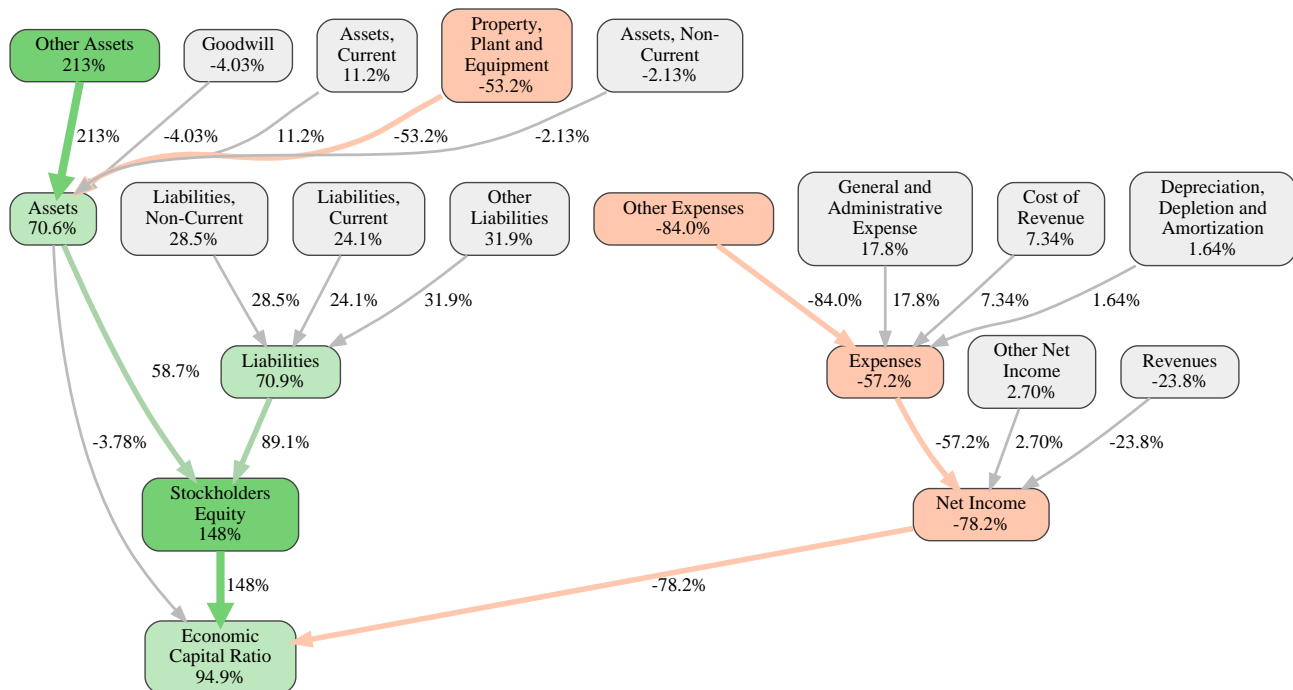 Other Assets
213%
Goodwill
-4.03%
Assets,
Current
11.2%
Property,
Plant and
Equipment
-53.2%
Assets, Non-
Current
-2.13%
213%
-4.03%
11.2%
-53.2%
-2.13%
Assets
70.6%
Liabilities,
Non-Current
28.5%
Liabilities,
Current
24.1%
Other
Liabilities
31.9%
Other Expenses
-84.0%
General and
Administrative
Expense
17.8%
Cost of
Revenue
7.34%
Depreciation,
Depletion and
Amortization
1.64%
28.5%
24.1%
31.9%
-84.0%
17.8%
7.34%
1.64%
58.7%
Liabilities
70.9%
Expenses
-57.2%
Other Net
Income
2.70%
Revenues
-23.8%
-3.78%
89.1%
-57.2%
2.70%
-23.8%
Stockholders
Equity
148%
Net Income
-78.2%
148%
-78.2%
Economic
Capital Ratio
94.9%